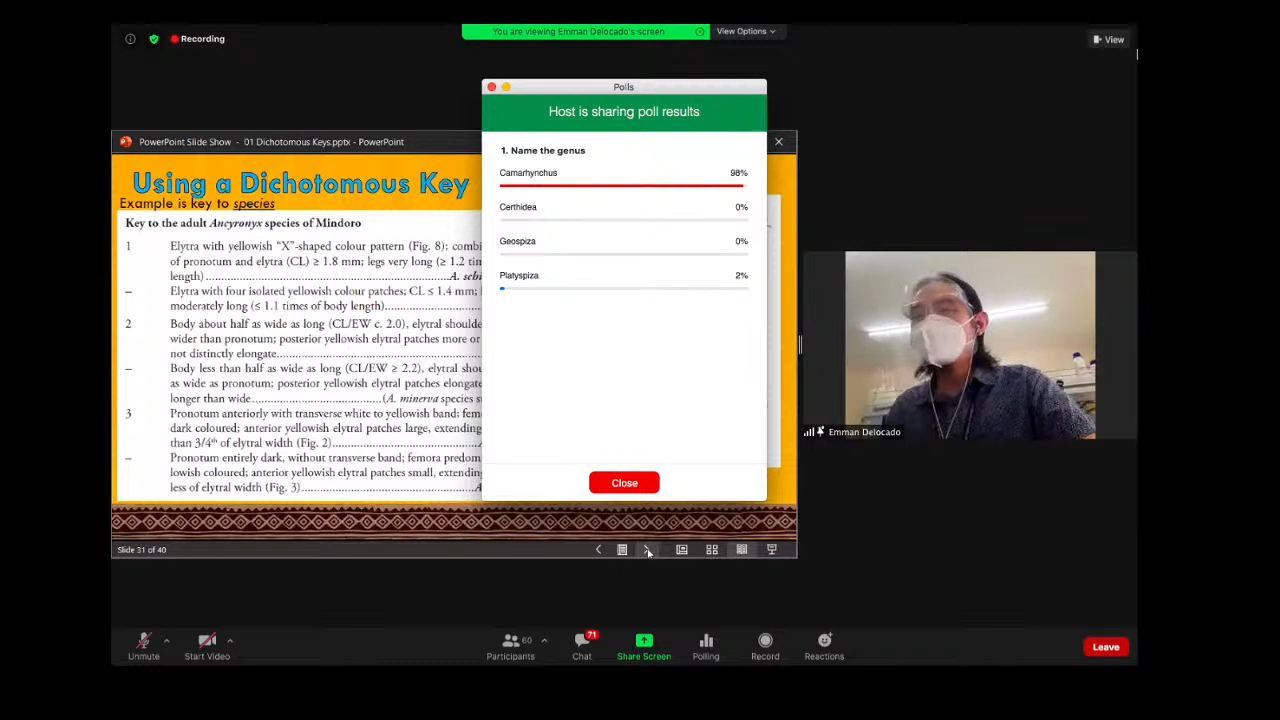 Recording
You are viewing Emman Delocado's screen
View Options
View
Polls
Host is sharing poll results
1. Name the genus
Camarhynchus 98%
Certhidea 0%
Geospiza 0%
Platyspiza 2%
Close
PowerPoint Slide Show - 01 Dichotomous Keys.pptx - PowerPoint
Using a Dichotomous Key
Example is key to species
Key to the adult Ancyronyx species of Mindoro
1 Elytra with yellowish “X”-shaped colour pattern (Fig. 8); combi
of pronotum and elytra (CL) ≥ 1.8 mm; legs very long (≥ 1.2 tim
length)
– Elytra with four isolated yellowish colour patches; CL ≤ 1.4 mm;
moderately long (≤ 1.1 times of body length)
2 Body about half as wide as long (CL/EW c. 2.0), elytral shoulde
wider than pronotum; posterior yellowish elytral patches more or
not distinctly elongate
– Body less than half as wide as long (CL/EW ≥ 2.2), elytral shou
as wide as pronotum; posterior yellowish elytral patches elongate
longer than wide (A. minerva species s
3 Pronotum anteriorly with transverse white to yellowish band; fem
dark coloured; anterior yellowish elytral patches large, extending
than 3/4th of elytral width (Fig. 2)
– Pronotum entirely dark, without transverse band; femora predom
lowish coloured; anterior yellowish elytral patches small, extending
less of elytral width (Fig. 3)
Slide 31 of 40
Emman Delocado
Unmute
Start Video
60
Participants
71
Chat
Share Screen
Polling
Record
Reactions
Leave